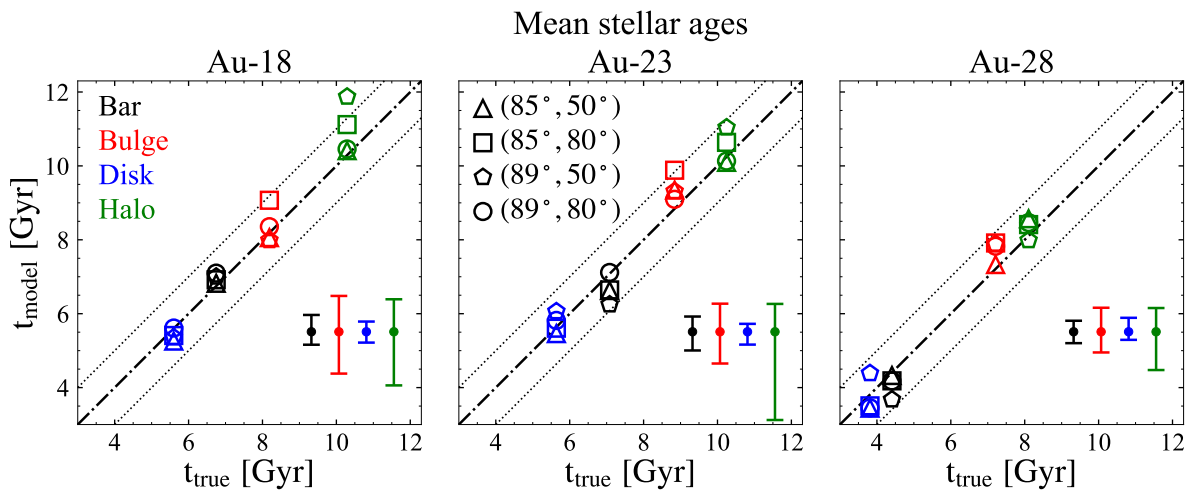 Mean stellar ages
Au-18 Au-23 Au-28
t_model [Gyr]
12
10
8
6
4
Bar
Bulge
Disk
Halo
(85°, 50°)
(85°, 80°)
(89°, 50°)
(89°, 80°)
4 6 8 10 12 4 6 8 10 12 4 6 8 10 12
t_true [Gyr] t_true [Gyr] t_true [Gyr]